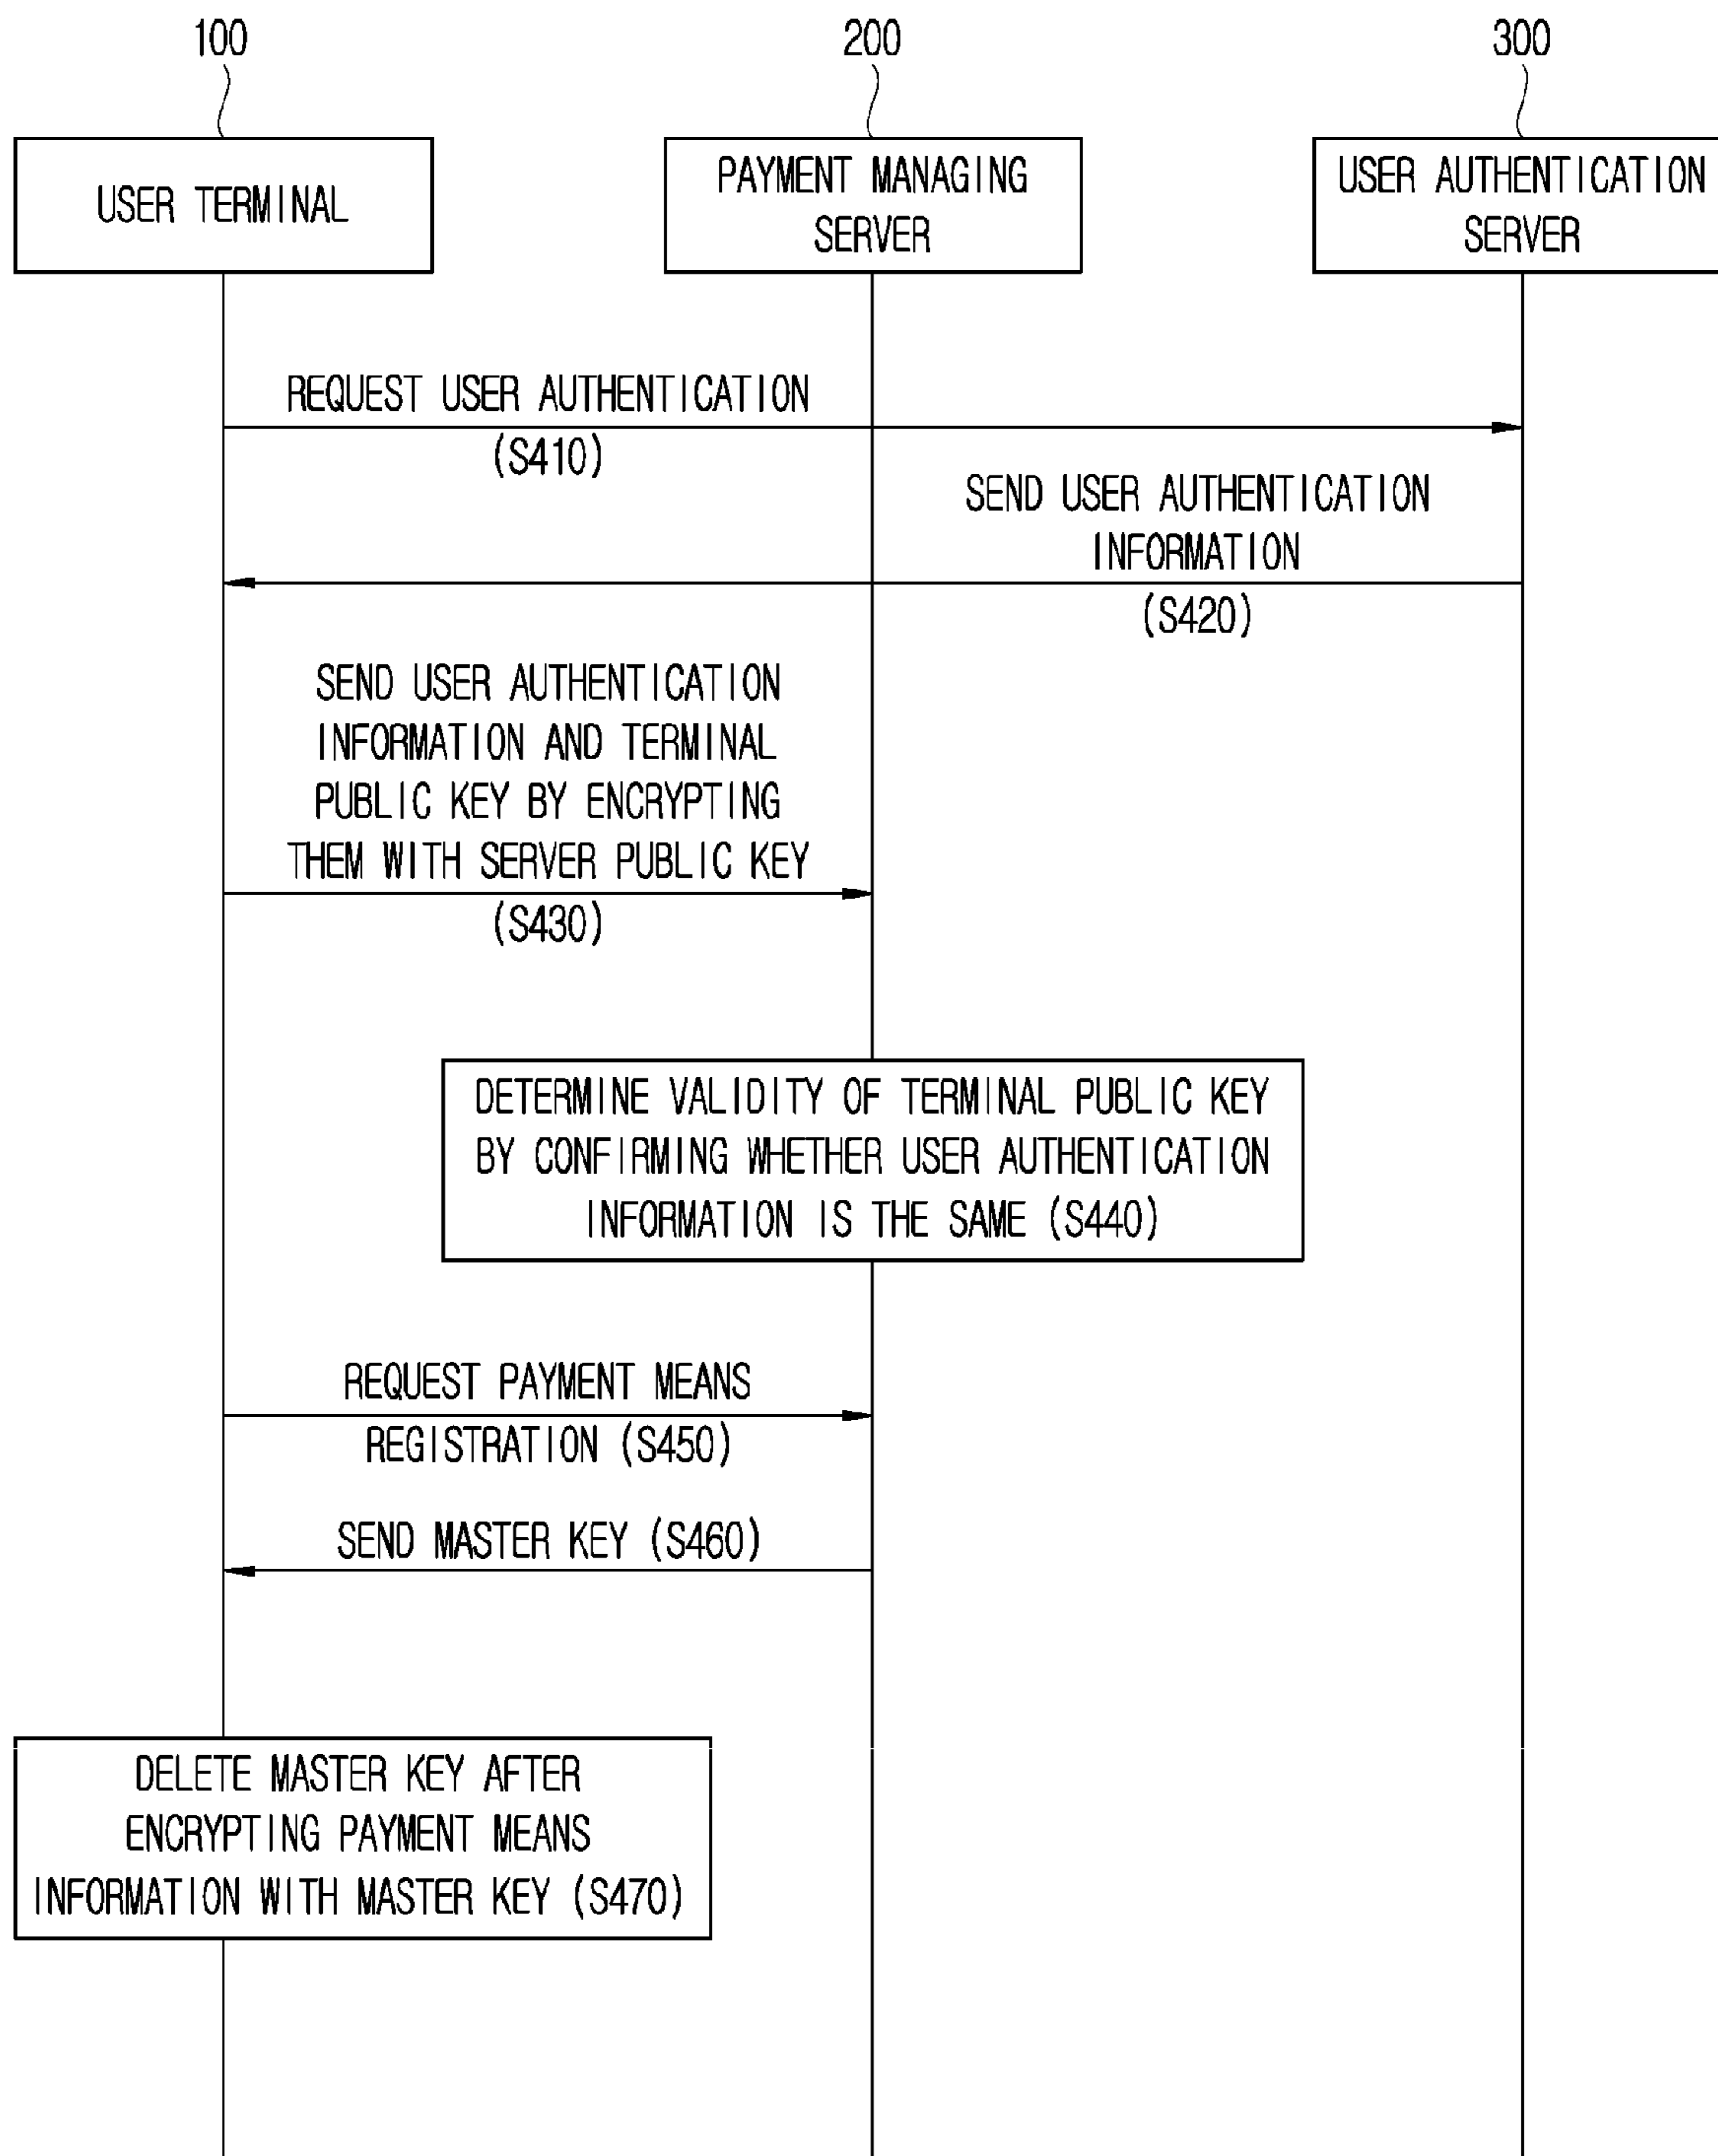 100
200
300
USER TERMINAL
PAYMENT MANAGING
SERVER
USER AUTHENTICATION
SERVER
REQUEST USER AUTHENTICATION
(S410)
SEND USER AUTHENTICATION
INFORMATION
(S420)
SEND USER AUTHENTICATION
INFORMATION AND TERMINAL
PUBLIC KEY BY ENCRYPTING
THEM WITH SERVER PUBLIC KEY
(S430)
DETERMINE VALIDITY OF TERMINAL PUBLIC KEY
BY CONFIRMING WHETHER USER AUTHENTICATION
INFORMATION IS THE SAME (S440)
REQUEST PAYMENT MEANS
REGISTRATION (S450)
SEND MASTER KEY (S460)
DELETE MASTER KEY AFTER
ENCRYPTING PAYMENT MEANS
INFORMATION WITH MASTER KEY (S470)